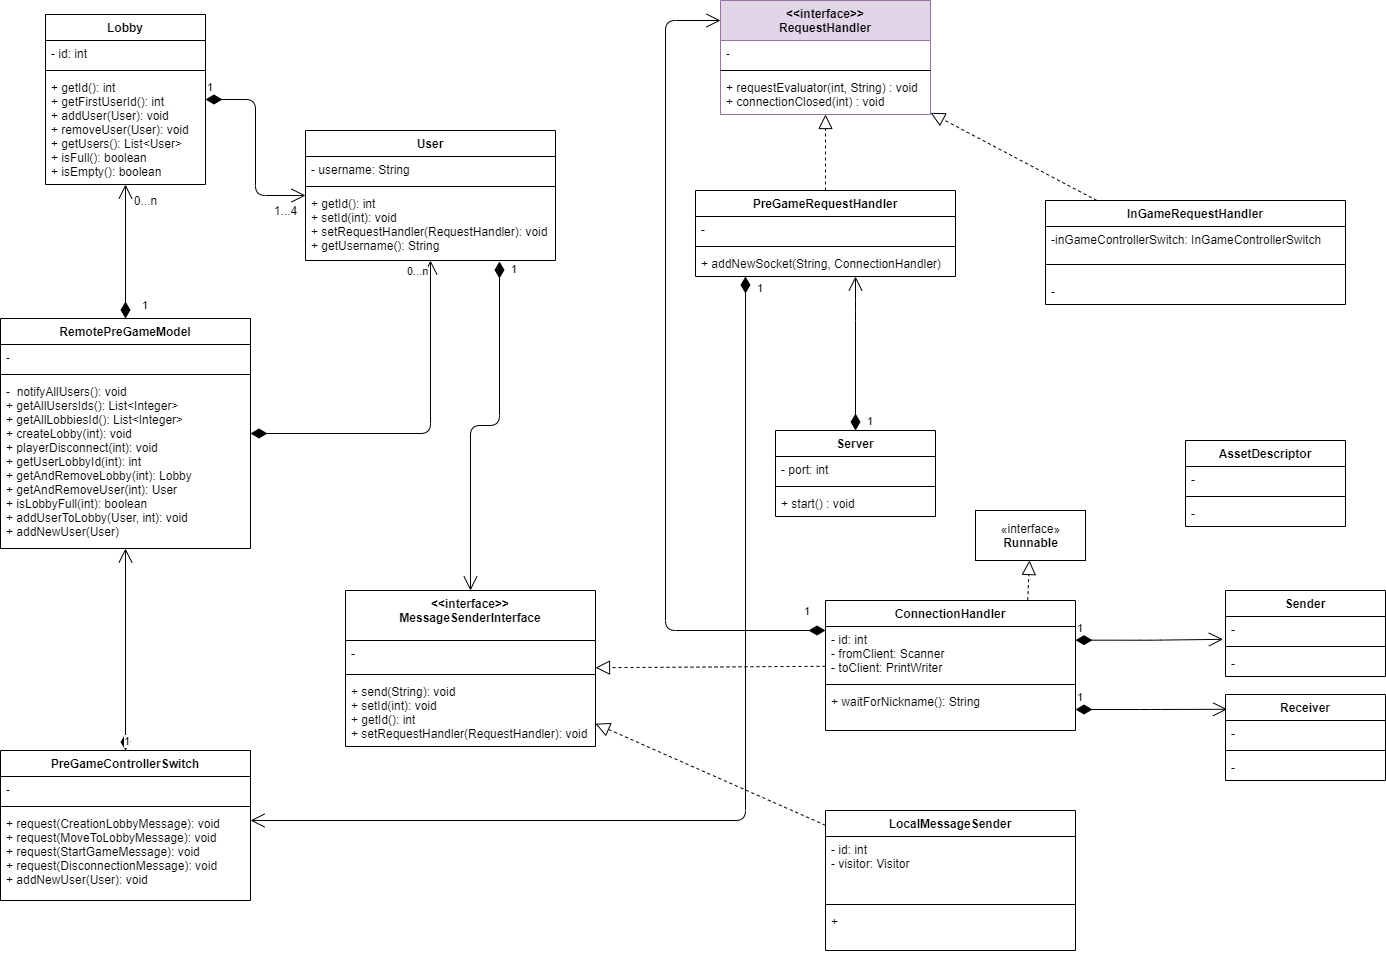 Lobby
- id: int
+ getId(): int
+ getFirstUserId(): int
+ addUser(User): void
+ removeUser(User): void
+ getUsers(): List<User>
+ isFull(): boolean
+ isEmpty(): boolean
1
1...4
0...n
1
User
- username: String
+ getId(): int
+ setId(int): void
+ setRequestHandler(RequestHandler): void
+ getUsername(): String
0...n
1
RemotePreGameModel
-
-  notifyAllUsers(): void
+ getAllUsersIds(): List<Integer>
+ getAllLobbiesId(): List<Integer>
+ createLobby(int): void
+ playerDisconnect(int): void
+ getUserLobbyId(int): int
+ getAndRemoveLobby(int): Lobby
+ getAndRemoveUser(int): User
+ isLobbyFull(int): boolean
+ addUserToLobby(User, int): void
+ addNewUser(User)
1
PreGameControllerSwitch
-
+ request(CreationLobbyMessage): void
+ request(MoveToLobbyMessage): void
+ request(StartGameMessage): void
+ request(DisconnectionMessage): void
+ addNewUser(User): void
<<interface>>
MessageSenderInterface
-
+ send(String): void
+ setId(int): void
+ getId(): int
+ setRequestHandler(RequestHandler): void
<<interface>>
RequestHandler
-
+ requestEvaluator(int, String) : void
+ connectionClosed(int) : void
PreGameRequestHandler
-
+ addNewSocket(String, ConnectionHandler)
1
InGameRequestHandler
-inGameControllerSwitch: InGameControllerSwitch
-
1
Server
- port: int
+ start() : void
AssetDescriptor
-
-
«interface»
Runnable
1
ConnectionHandler
- id: int
- fromClient: Scanner
- toClient: PrintWriter
+ waitForNickname(): String
1
1
Sender
-
-
Receiver
-
-
LocalMessageSender
- id: int
- visitor: Visitor
+